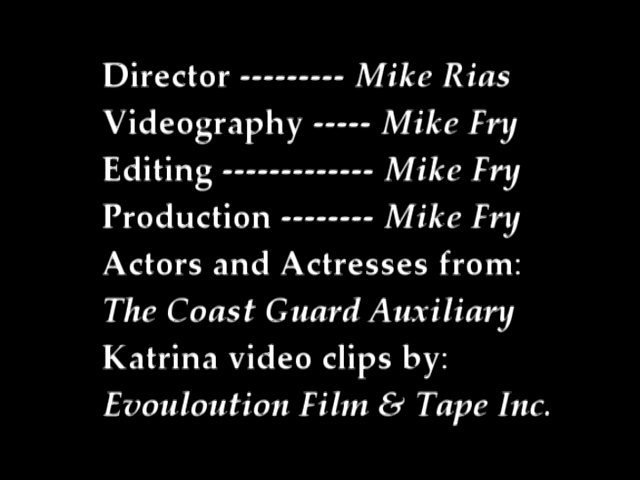 Director --------- Mike Rias
Videography ----- Mike Fry
Editing ------------- Mike Fry
Production -------- Mike Fry
Actors and Actresses from:
The Coast Guard Auxiliary
Katrina video clips by:
Evouloution Film & Tape Inc.